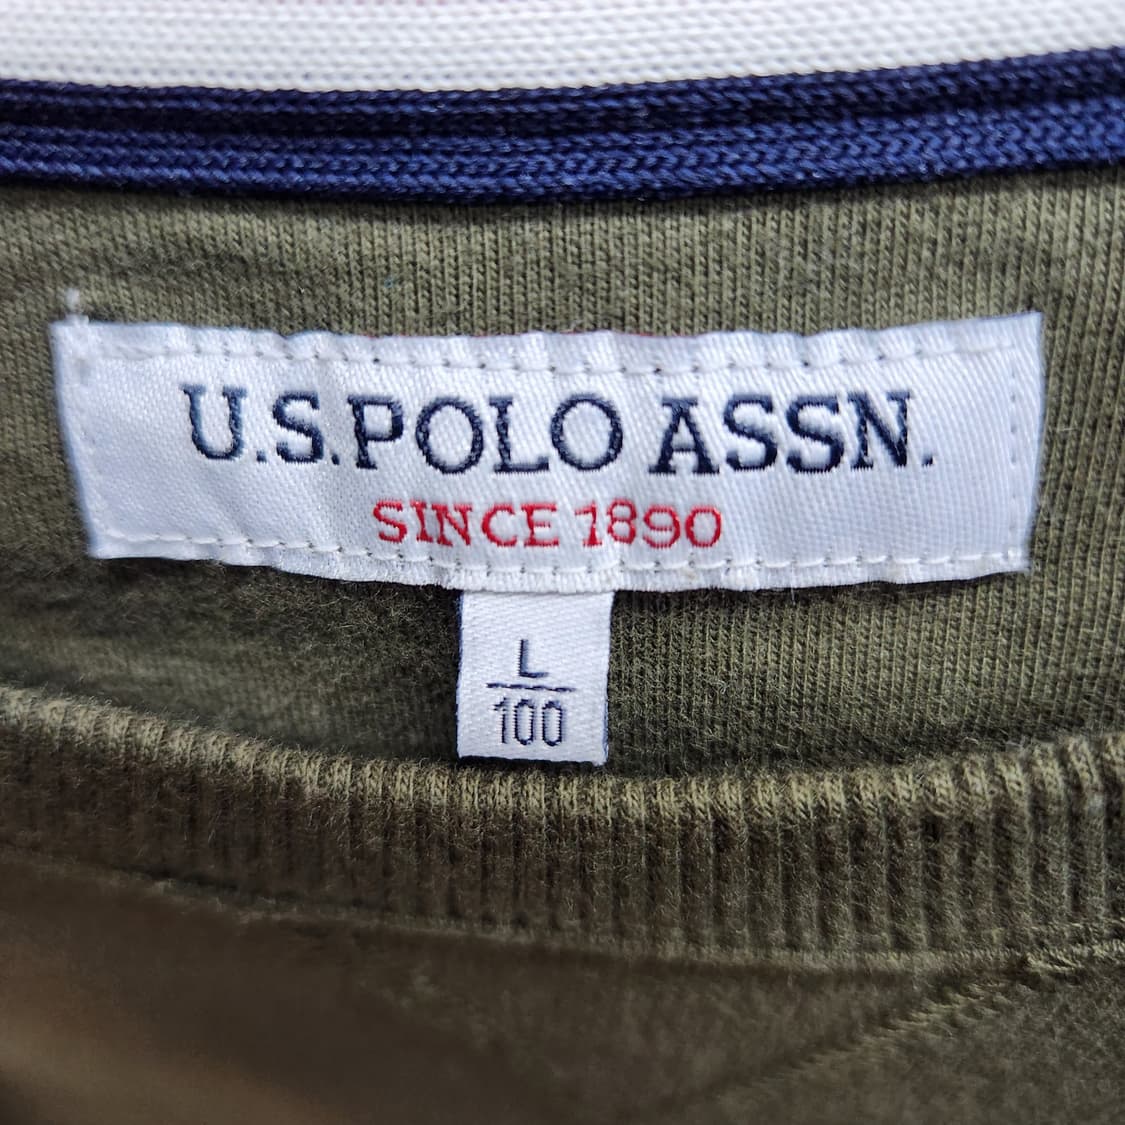 U.S. POLO ASSN.
SINCE 1890
L
100